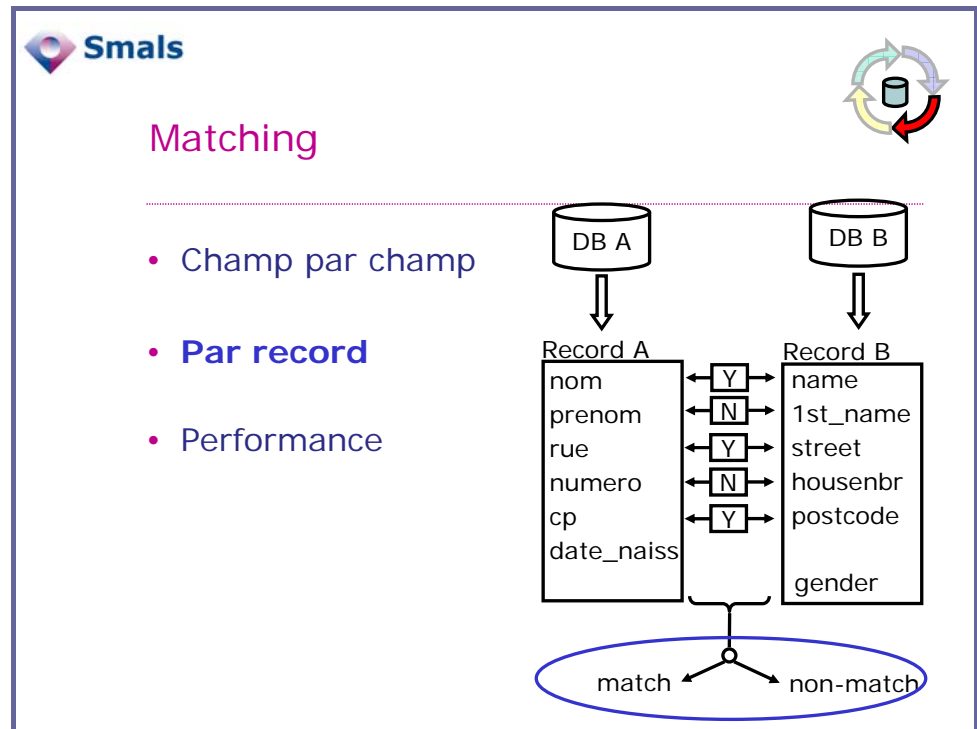 Smals
Matching
• Champ par champ
• Par record
• Performance
DB A
DB B
Record A
Record B
nom Y name
prenom N 1st_name
rue Y street
numero N housenbr
cp Y postcode
date_naiss
gender
match
non-match